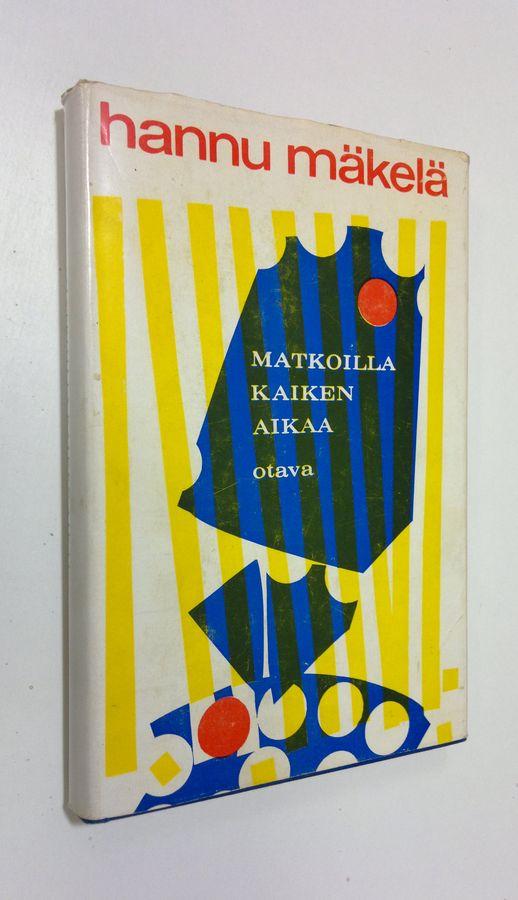 hannu mäkelä
MATKOILLA
KAIKEN
AIKAA
otava